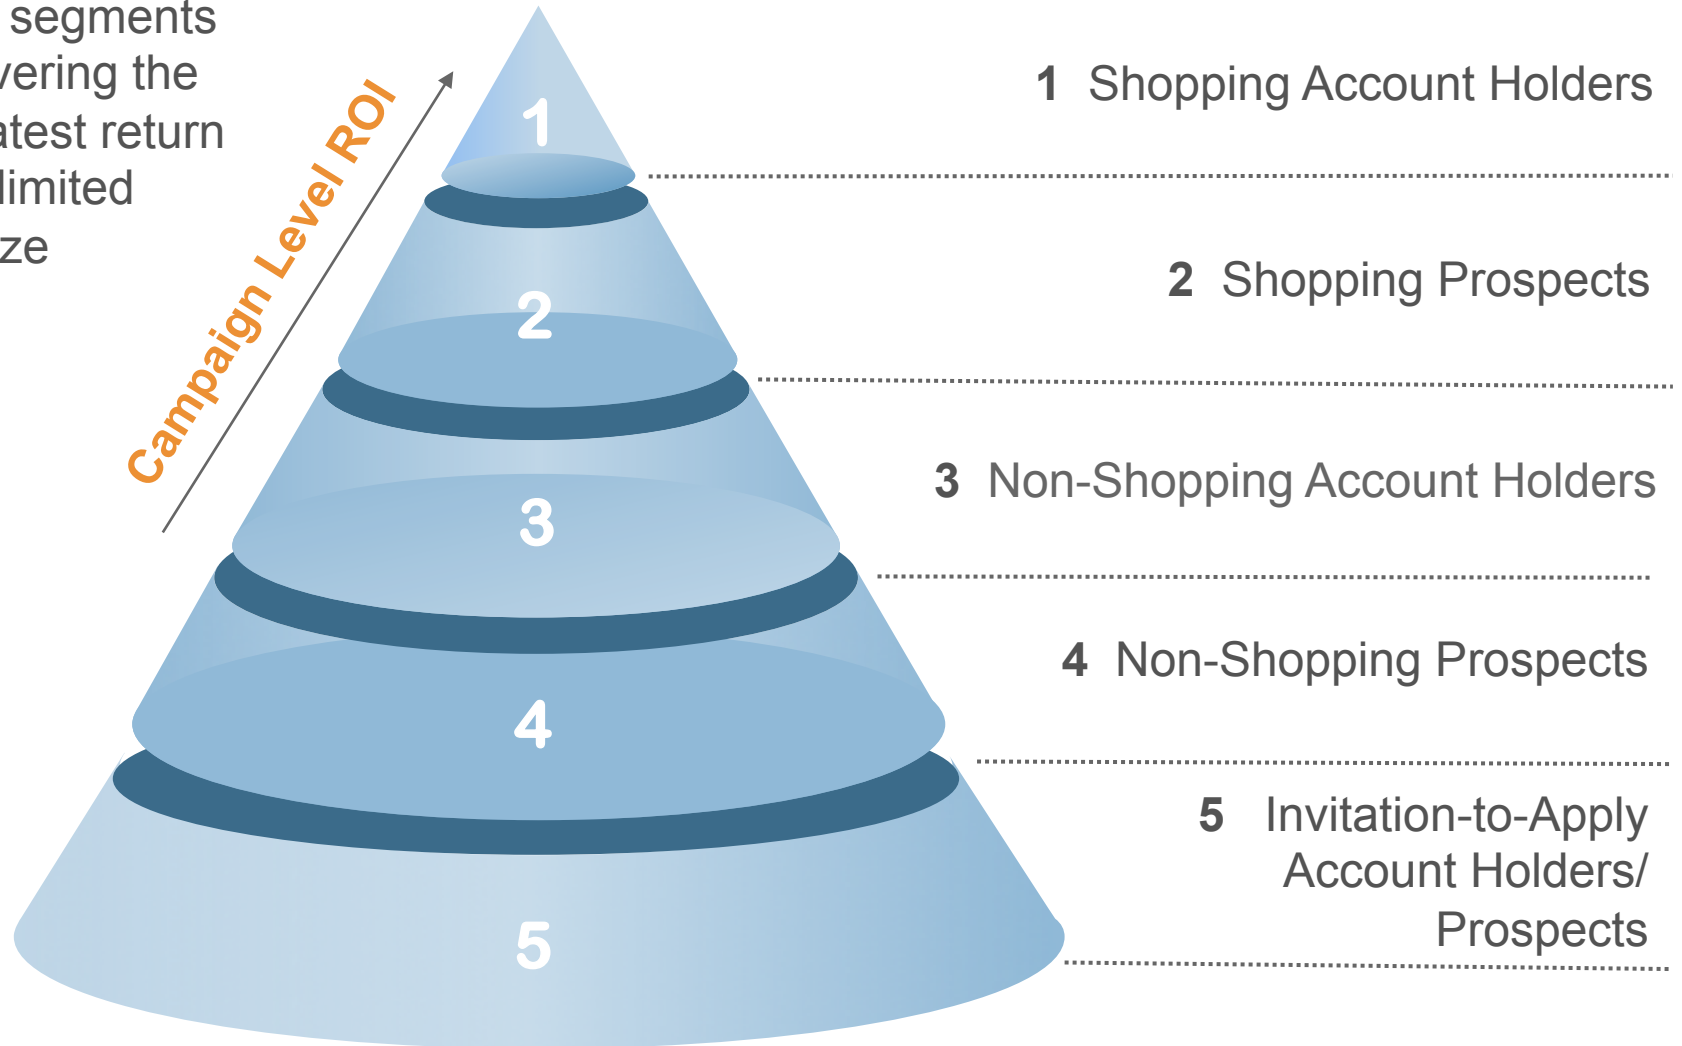 segments
vering the
atest return
limited
ze
Campaign Level ROI
1
2
3
4
5
1 Shopping Account Holders
2 Shopping Prospects
3 Non-Shopping Account Holders
4 Non-Shopping Prospects
5 Invitation-to-Apply
Account Holders/
Prospects